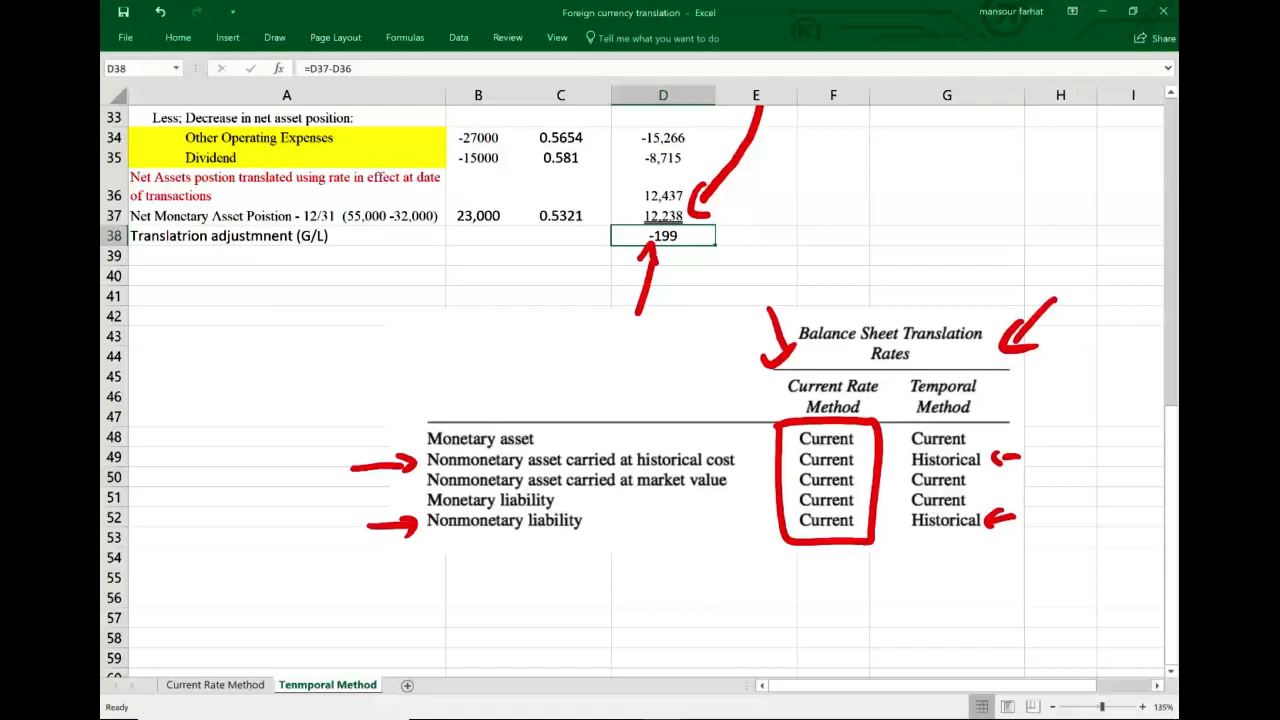 Foreign currency translation - Excel
mansour farhat
File Home Insert Draw Page Layout Formulas Data Review View Tell me what you want to do Share
D38 fx =D37-D36
A B C D E F G H I
33 Less; Decrease in net asset position:
34 Other Operating Expenses -27000 0.5654 -15,266
35 Dividend -15000 0.581 -8,715
Net Assets postion translated using rate in effect at date
36 of transactions 12,437
37 Net Monetary Asset Poistion - 12/31 (55,000 -32,000) 23,000 0.5321 12,238
38 Translatrion adjustmnent (G/L) -199
39
40
41
42
43 Balance Sheet Translation
44 Rates
45
46 Current Rate Temporal
47 Method Method
48 Monetary asset Current Current
49 Nonmonetary asset carried at historical cost Current Historical
50 Nonmonetary asset carried at market value Current Current
51 Monetary liability Current Current
52 Nonmonetary liability Current Historical
53
54
55
56
57
58
59
Current Rate Method Tenmporal Method
Ready 135%